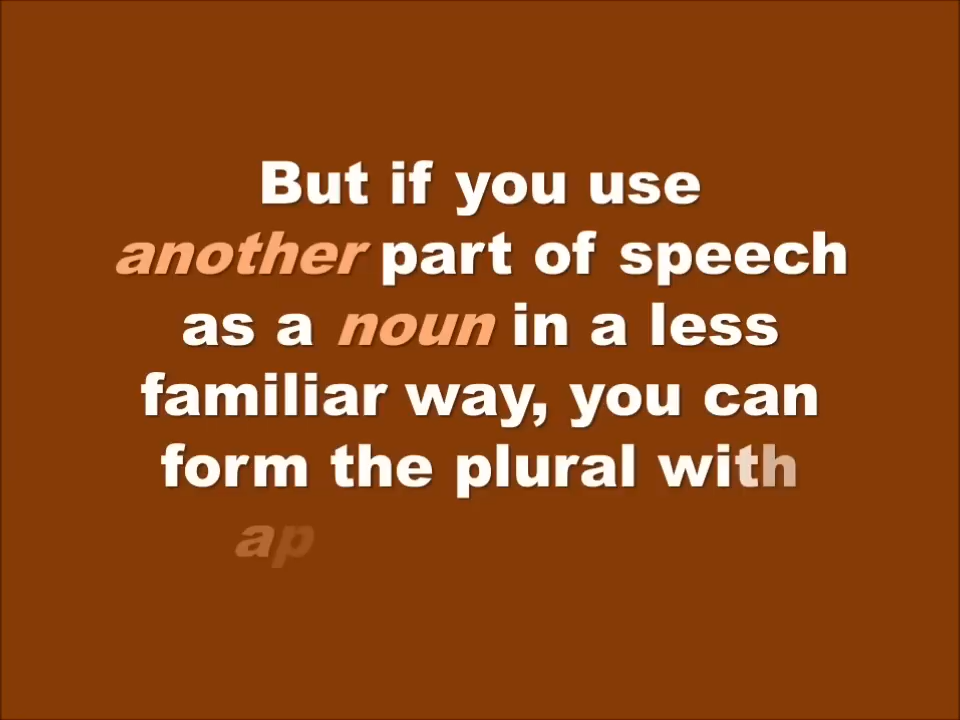 But if you use
another part of speech
as a noun in a less
familiar way, you can
form the plural with
ap